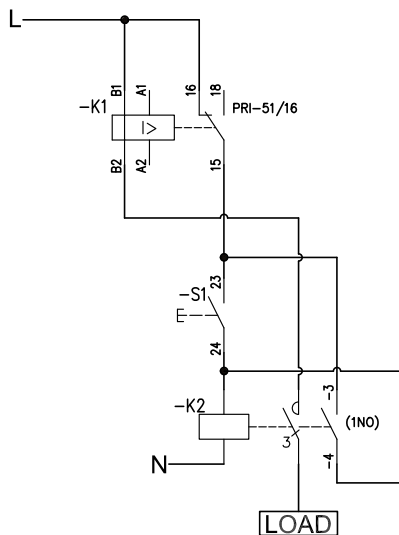 L
B1
A1
16
18
-K1
I>
PRI-51/16
B2
A2
15
23
-S1
24
-K2
-3
3
(1NO)
-4
N
LOAD